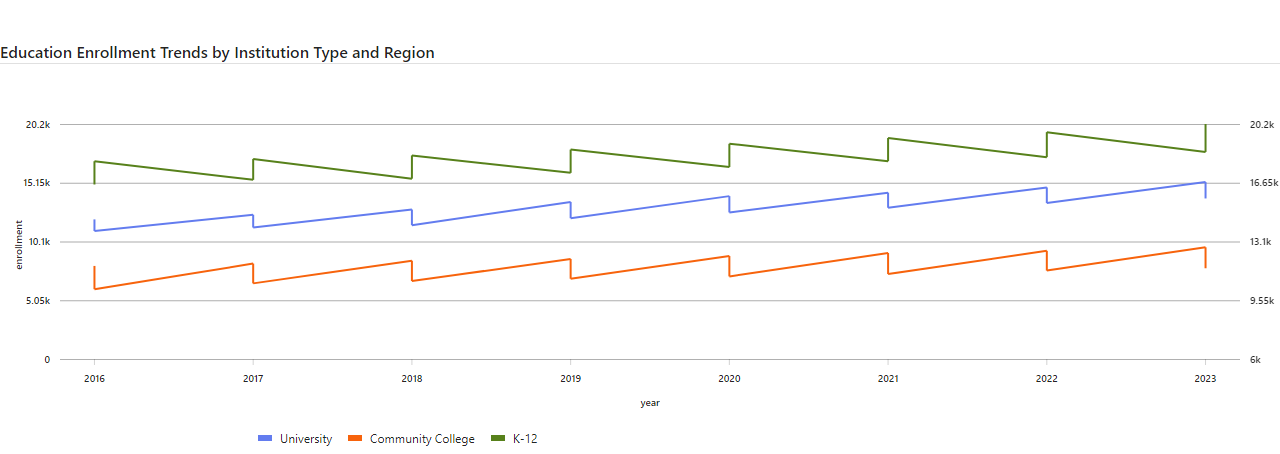 Education Enrollment Trends by Institution Type and Region
20.2k
20.2k
15.15k
16.65k
enrollment
10.1k
13.1k
5.05k
9.55k
0
6k
2016
2017
2018
2019
2020
2021
2022
2023
year
University
Community College
K-12